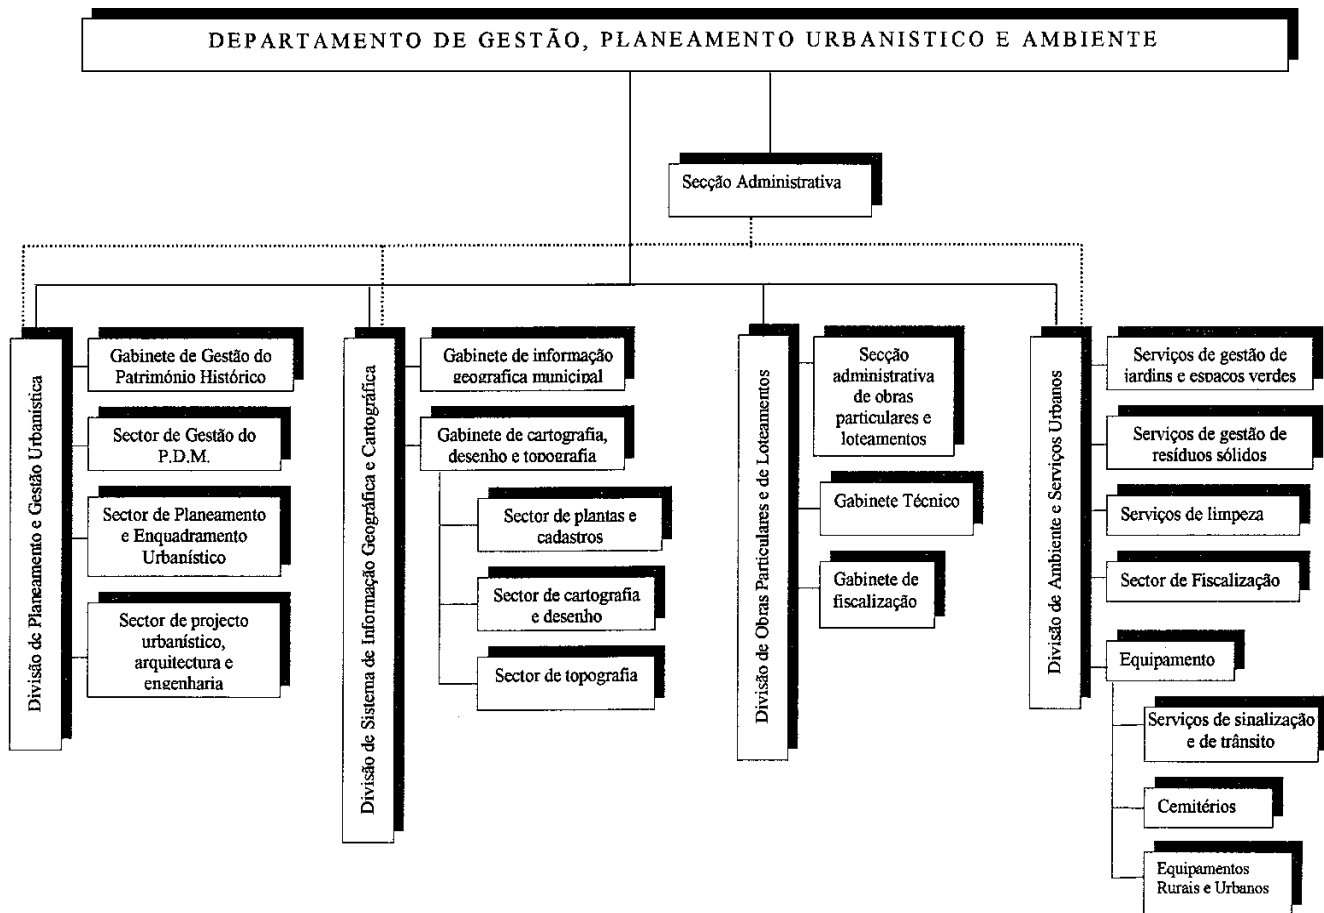 DEPARTAMENTO DE GESTÃO, PLANEAMENTO URBANISTICO E AMBIENTE
Secção Administrativa
Divisão de Planeamento e Gestão Urbanística
Gabinete de Gestão do
Património Histórico
Sector de Gestão do
P.D.M.
Sector de Planeamento
e Enquadramento
Urbanístico
Sector de projecto
urbanístico,
arquitectura e
engenharia
Divisão de Sistema de Informação Geográfica e Cartográfica
Gabinete de informação
geografica municipal
Gabinete de cartografia,
desenho e topografia
Sector de plantas e
cadastros
Sector de cartografia
e desenho
Sector de topografia
Divisão de Obras Particulares e de Loteamentos
Secção
administrativa
de obras
particulares e
loteamentos
Gabinete Técnico
Gabinete de
fiscalização
Divisão de Ambiente e Serviços Urbanos
Serviços de gestão de
jardins e espaços verdes
Serviços de gestão de
resíduos sólidos
Serviços de limpeza
Sector de Fiscalização
Equipamento
Serviços de sinalização
e de trânsito
Cemitérios
Equipamentos
Rurais e Urbanos